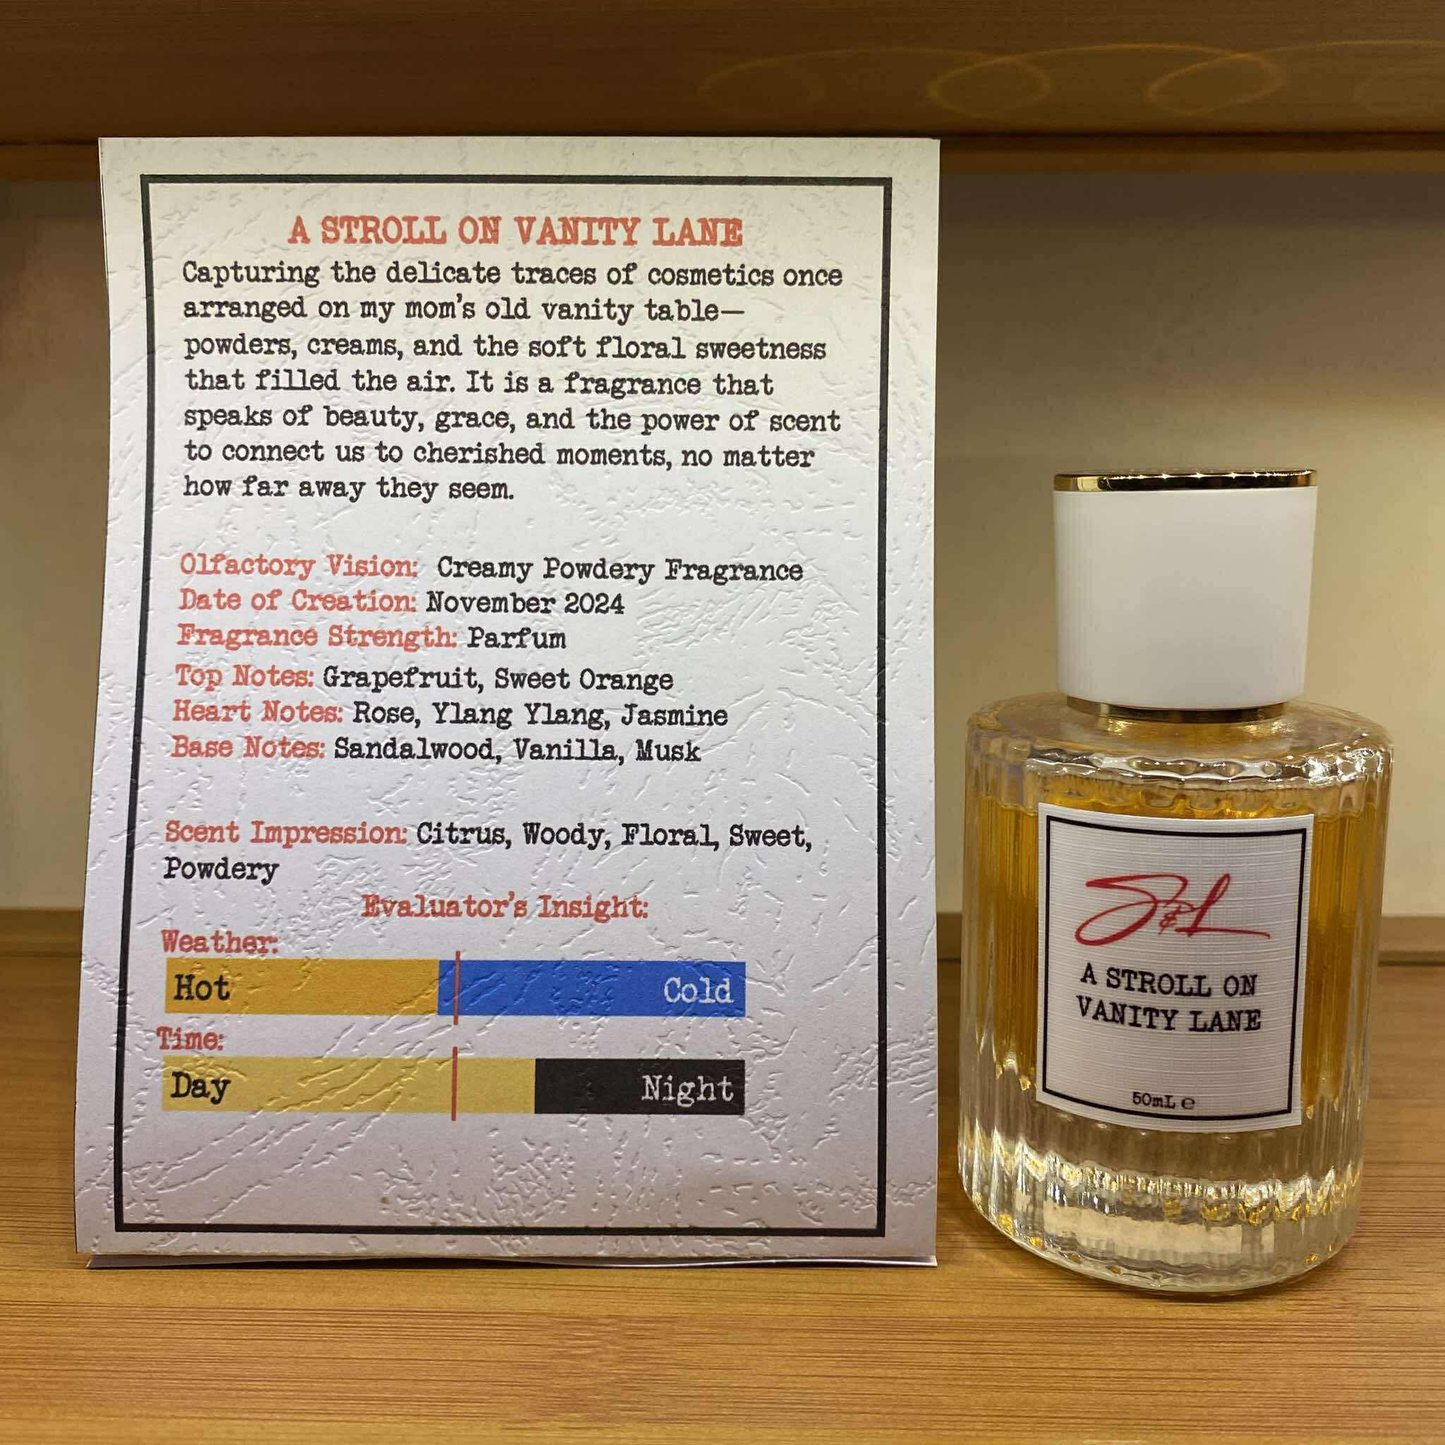 A STROLL ON VANITY LANE
Capturing the delicate traces of cosmetics once
arranged on my mom's old vanity table—
powders, creams, and the soft floral sweetness
that filled the air. It is a fragrance that
speaks of beauty, grace, and the power of scent
to connect us to cherished moments, no matter
how far away they seem.
Olfactory Vision: Creamy Powdery Fragrance
Date of Creation: November 2024
Fragrance Strength: Parfum
Top Notes: Grapefruit, Sweet Orange
Heart Notes: Rose, Ylang Ylang, Jasmine
Base Notes: Sandalwood, Vanilla, Musk
Scent Impression: Citrus, Woody, Floral, Sweet,
Powdery
Evaluator's Insight:
Weather:
Hot Cold
Time:
Day Night
S&L
A STROLL ON
VANITY LANE
50mL ℮